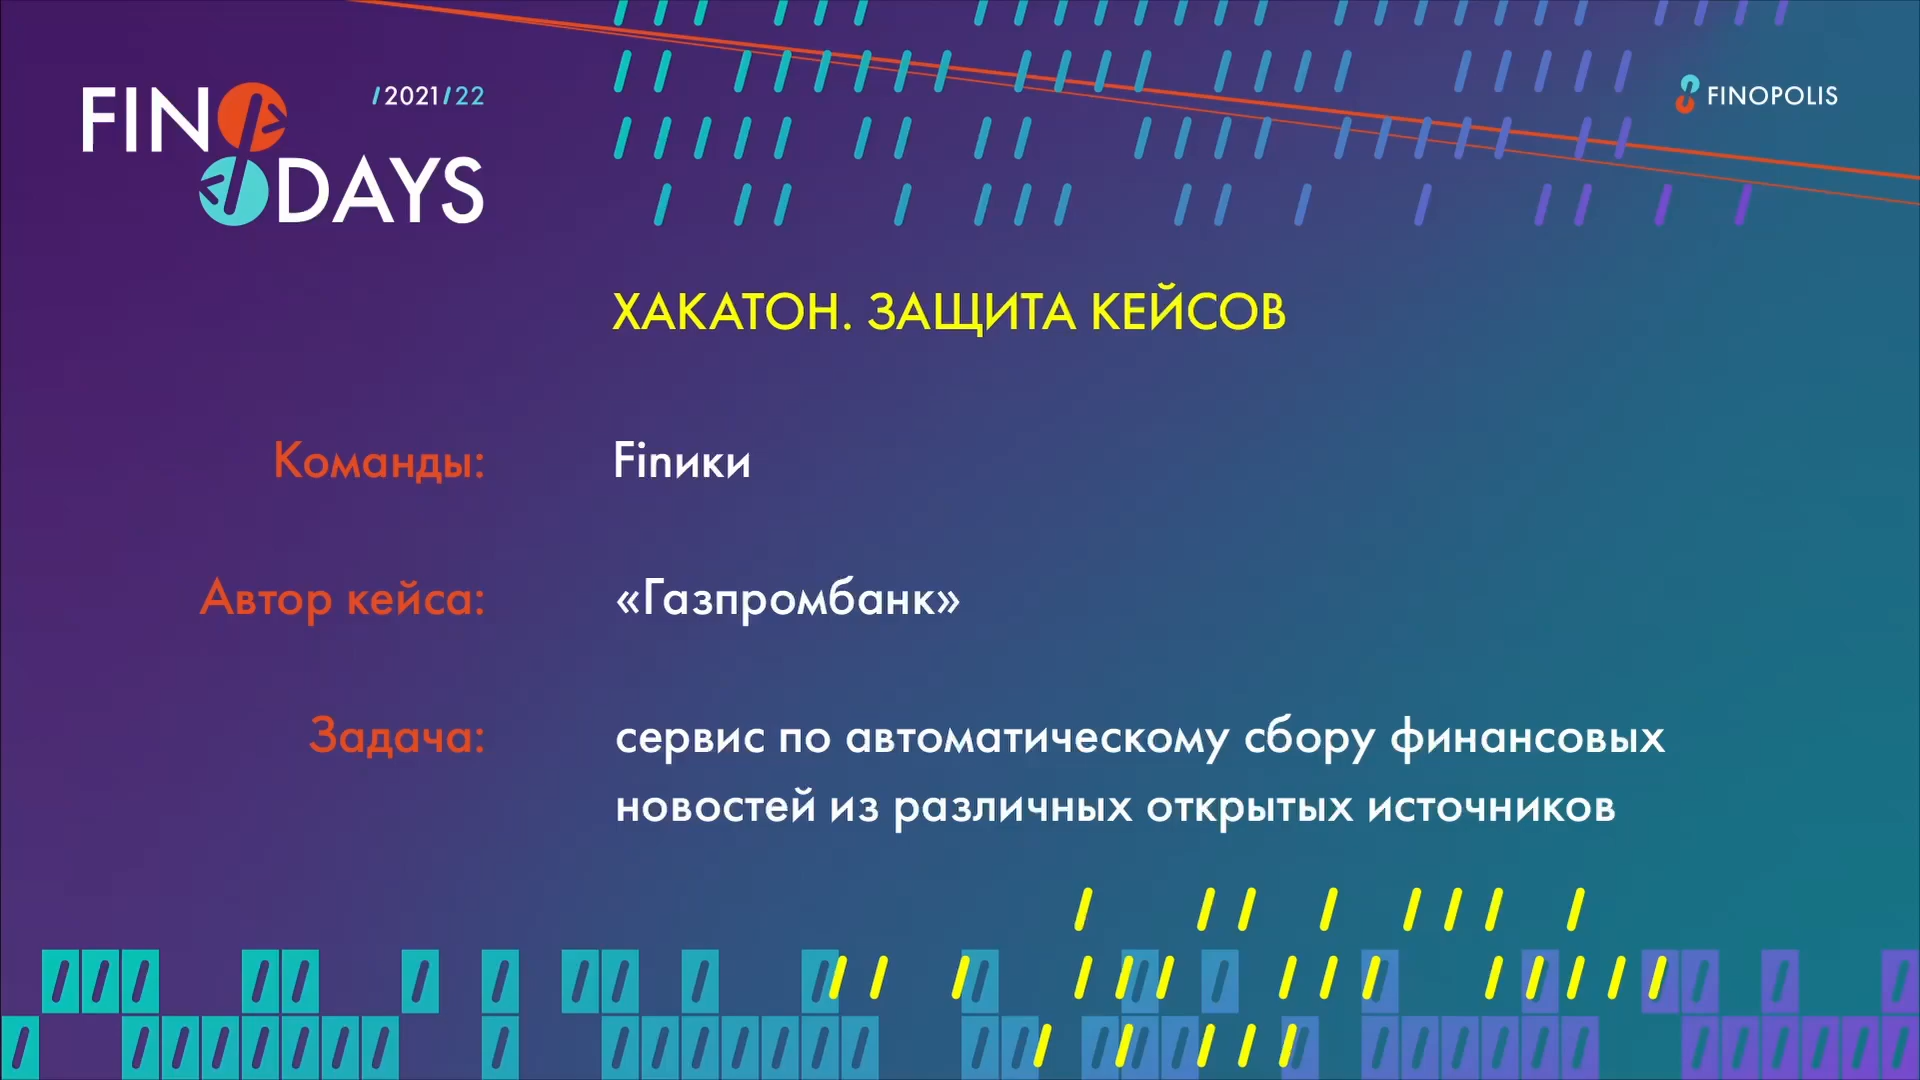 FINODAYS
/2021/22
FINOPOLIS
ХАКАТОН. ЗАЩИТА КЕЙСОВ
Команды: Finики
Автор кейса: «Газпромбанк»
Задача: сервис по автоматическому сбору финансовых
новостей из различных открытых источников